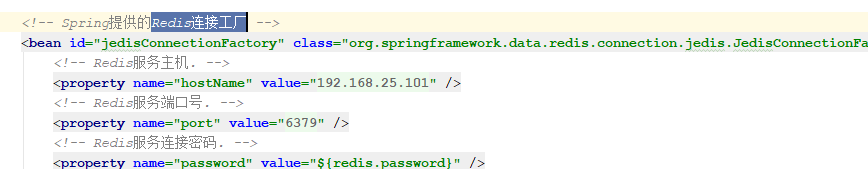 <!-- Spring提供的Redis连接工厂 -->
<bean id="jedisConnectionFactory" class="org.springframework.data.redis.connection.jedis.JedisConnectionFa
<!-- Redis服务主机. -->
<property name="hostName" value="192.168.25.101" />
<!-- Redis服务端口号. -->
<property name="port" value="6379" />
<!-- Redis服务连接密码. -->
<property name="password" value="${redis.password}" />